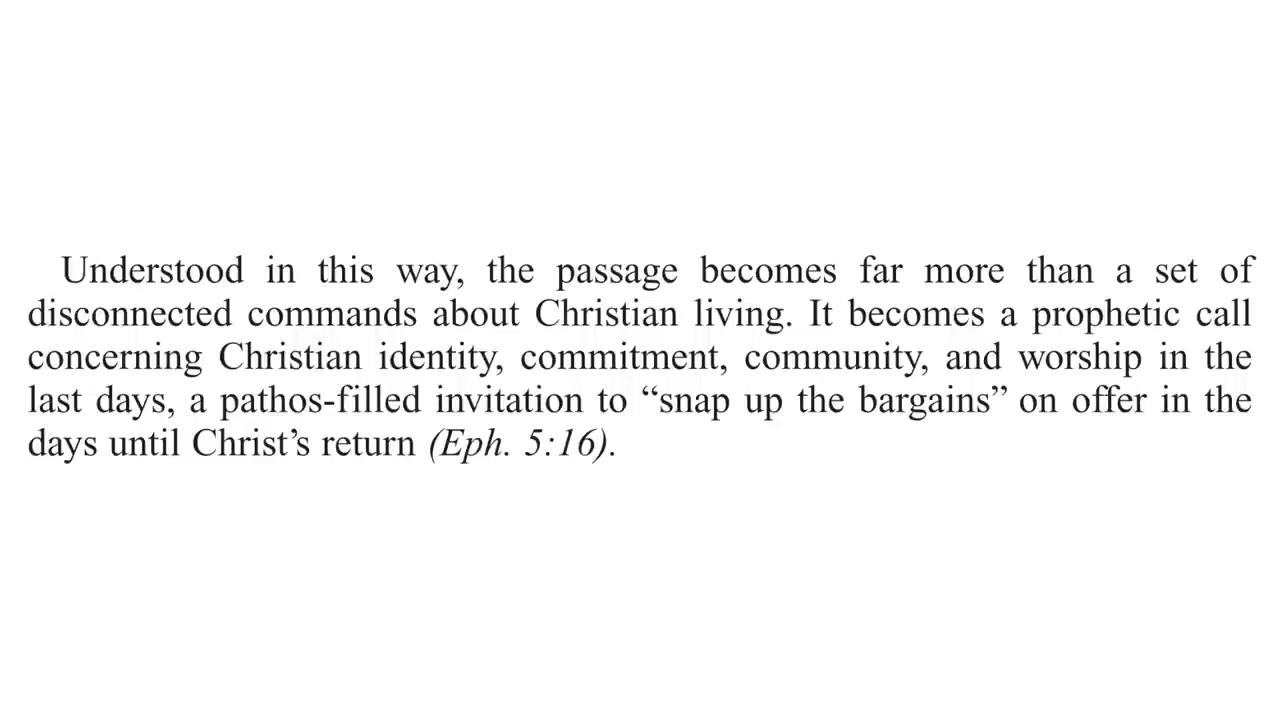 Understood in this way, the passage becomes far more than a set of
disconnected commands about Christian living. It becomes a prophetic call
concerning Christian identity, commitment, community, and worship in the
last days, a pathos-filled invitation to “snap up the bargains” on offer in the
days until Christ’s return (Eph. 5:16).